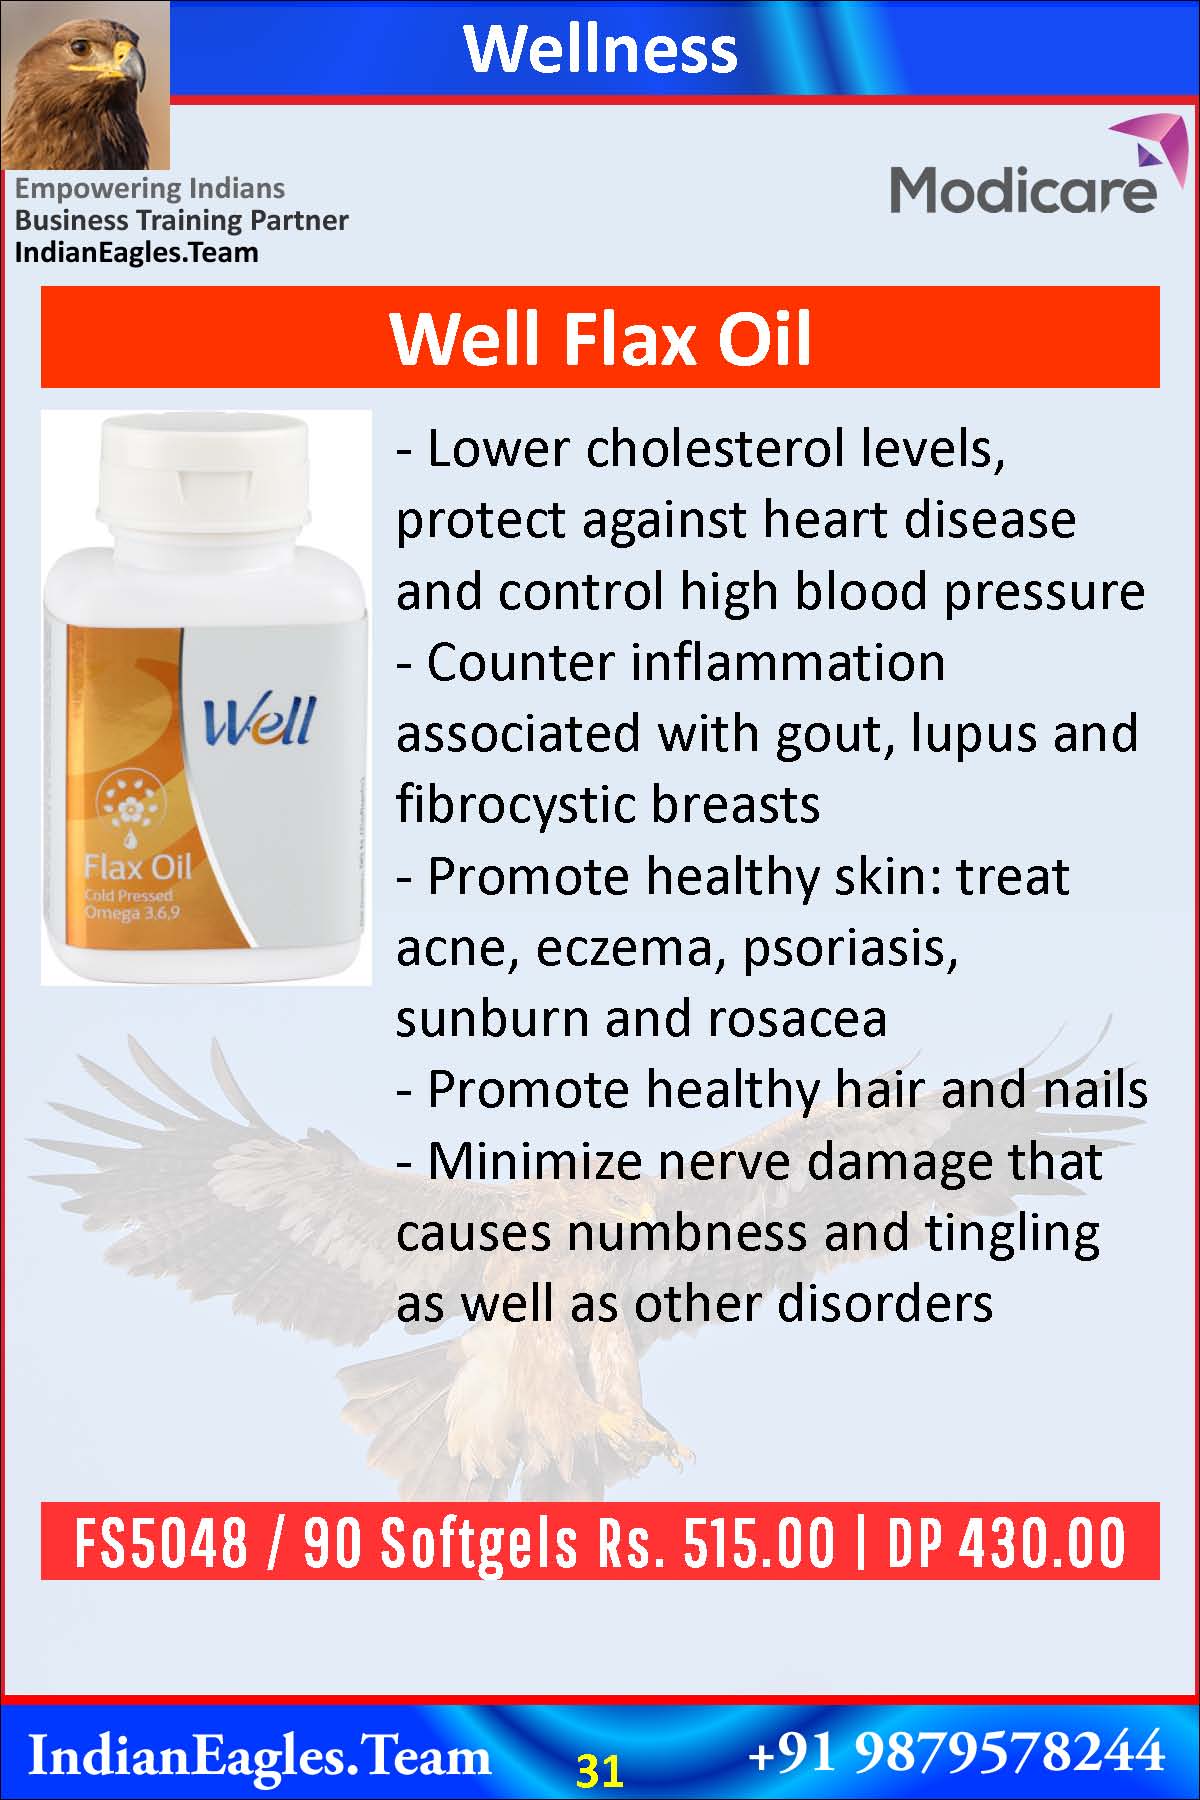 Wellness
Empowering Indians
Business Training Partner
IndianEagles.Team
Modicare
Well Flax Oil
- Lower cholesterol levels,
protect against heart disease
and control high blood pressure
- Counter inflammation
associated with gout, lupus and
fibrocystic breasts
- Promote healthy skin: treat
acne, eczema, psoriasis,
sunburn and rosacea
- Promote healthy hair and nails
- Minimize nerve damage that
causes numbness and tingling
as well as other disorders
Well
Flax Oil
Cold Pressed
Omega 3,6,9
FS5048 / 90 Softgels Rs. 515.00 | DP 430.00
IndianEagles.Team
31
+91 9879578244